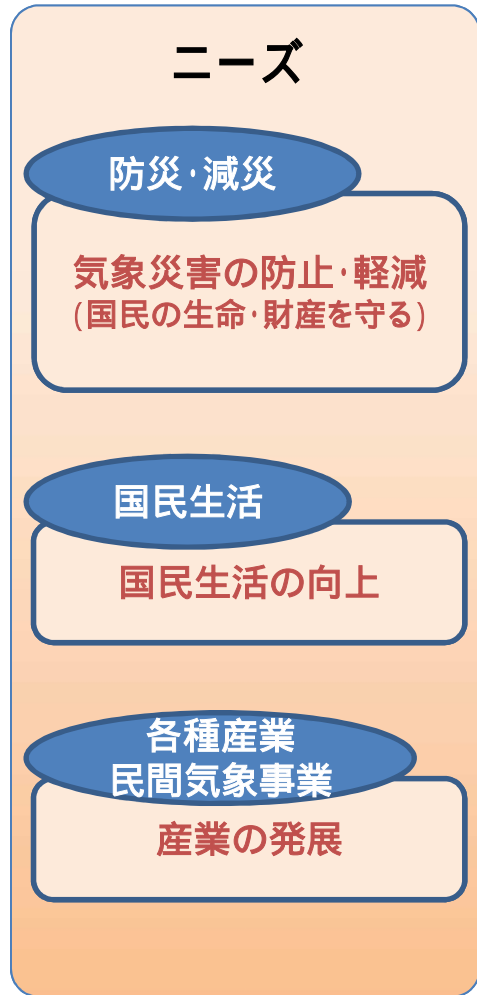 ニーズ
防災・減災
気象災害の防止・軽減
(国民の生命・財産を守る)
国民生活
国民生活の向上
各種産業
民間気象事業
産業の発展